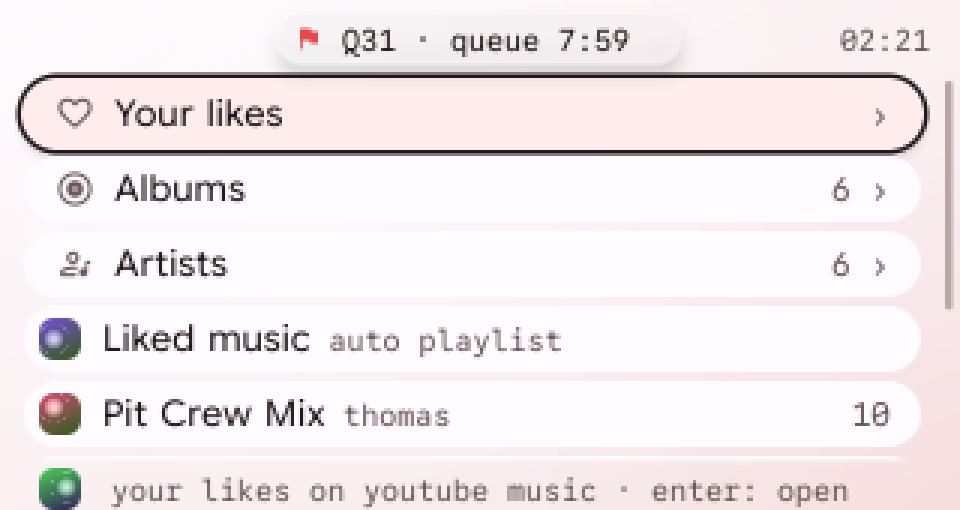 Q31 · queue 7:59 02:21
Your likes ›
Albums 6 ›
Artists 6 ›
Liked music auto playlist
Pit Crew Mix thomas 10
your likes on youtube music · enter: open